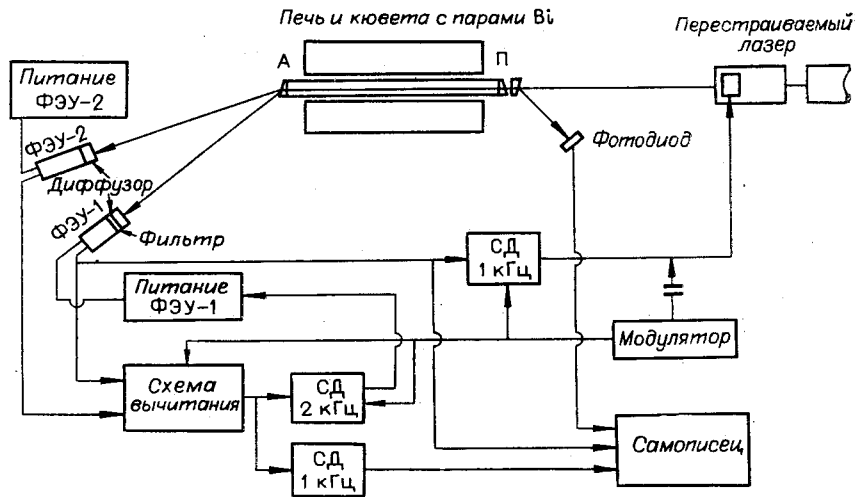 Печь и кювета с парами Bi
Перестраиваемый
лазер
А
П
Питание
ФЭУ-2
ФЭУ-2
Диффузор
ФЭУ-1
Фильтр
Фотодиод
СД
1 кГц
Питание
ФЭУ-1
Модулятор
Схема
вычитания
СД
2 кГц
СД
1 кГц
Самописец